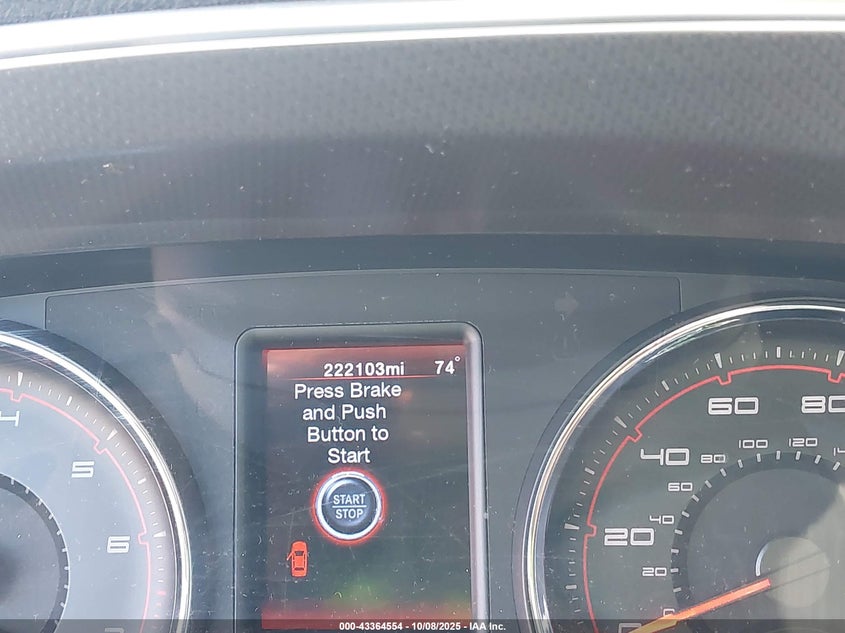 222103mi 74°
Press Brake
and Push
Button to
Start
START
STOP
4
5
6
20
40
60
80
20
40
60
80
100
120
000-43364554 - 10/08/2025 - IAA Inc.